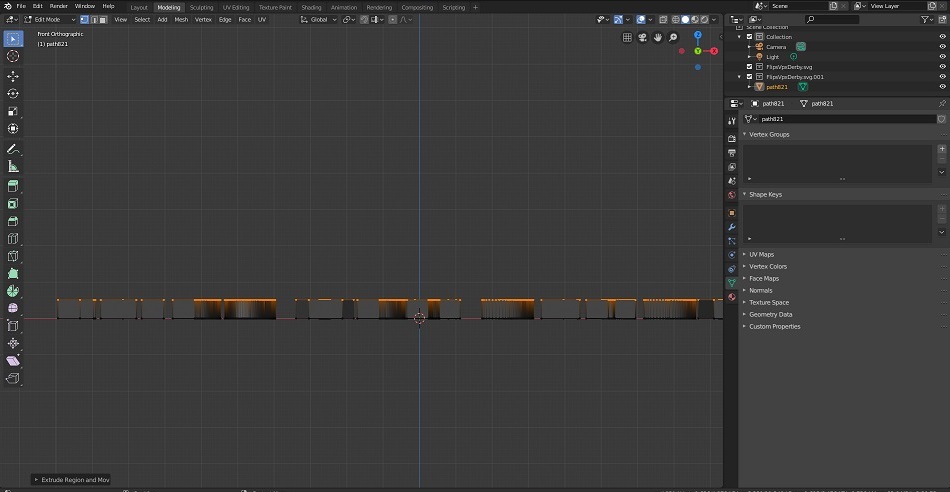 File Edit Render Window Help Layout Modeling Sculpting UV Editing Texture Paint Shading Animation Rendering Compositing Scripting + Scene View Layer
Edit Mode View Select Add Mesh Vertex Edge Face UV Global
Front Orthographic
(1) path821
Z
X
Y
Scene Collection
Collection
Camera
Light
FlipsVpsDerby.svg
FlipsVpsDerby.svg.001
path821
path821 path821
path821
Vertex Groups
Shape Keys
UV Maps
Vertex Colors
Face Maps
Normals
Texture Space
Geometry Data
Custom Properties
Extrude Region and Mov